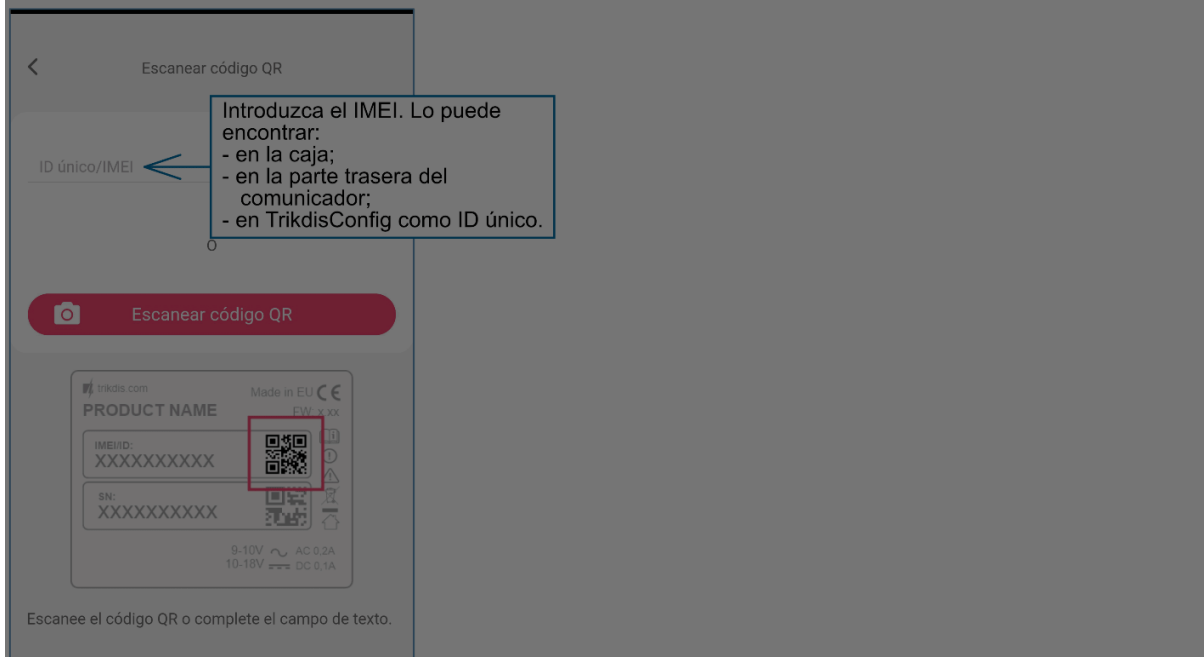 Escanear código QR
Introduzca el IMEI. Lo puede
encontrar:
- en la caja;
- en la parte trasera del
comunicador;
- en TrikdisConfig como ID único.
ID único/IMEI
O
Escanear código QR
trikdis.com
Made in EU CE
PRODUCT NAME
FW: x.xx
IMEI/ID:
XXXXXXXXXX
SN:
XXXXXXXXXX
9-10V AC 0,2A
10-18V DC 0,1A
Escanee el código QR o complete el campo de texto.